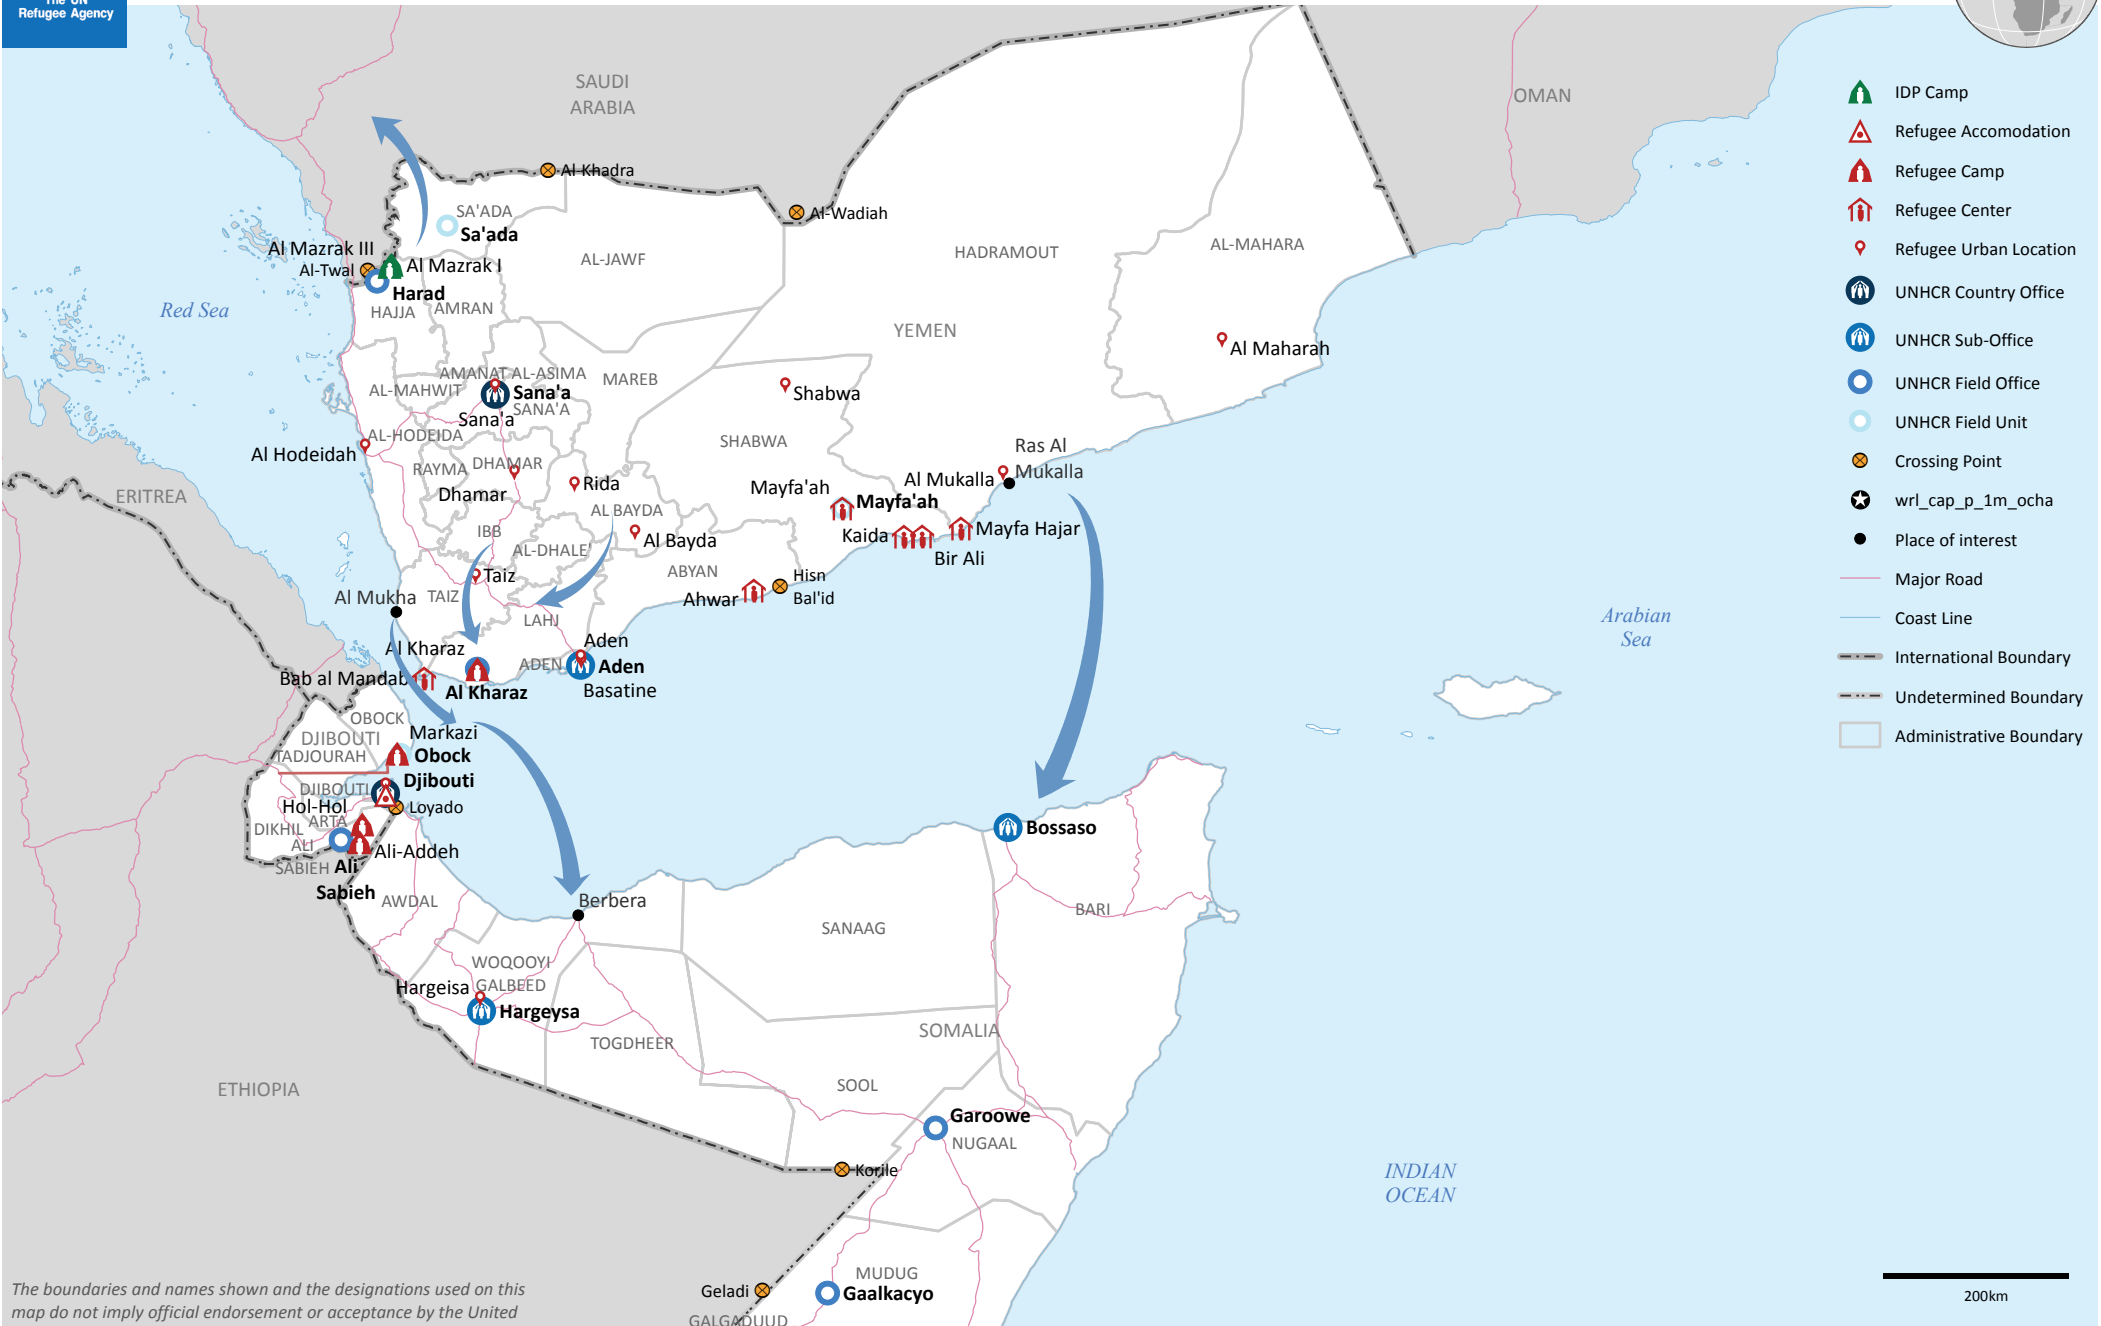 The UN
Refugee Agency
SAUDI
ARABIA
OMAN
Al-Khadra
Al-Wadiah
SA'ADA
Sa'ada
Al Mazrak III
Al-Twal
Al Mazrak I
Harad
HAJJA
AMRAN
AL-JAWF
HADRAMOUT
AL-MAHARA
Red Sea
YEMEN
Al Maharah
AMANAT AL-ASIMA
AL-MAHWIT
Sana'a
SANA'A
Sana'a
MAREB
Shabwa
SHABWA
AL-HODEIDA
Al Hodeidah
RAYMA
DHAMAR
Dhamar
Rida
Ras Al
Mukalla
Al Mukalla
ERITREA
Mayfa'ah
Mayfa'ah
AL BAYDA
Al Bayda
IBB
AL-DHALE'
Kaida
Mayfa Hajar
Bir Ali
Taiz
TAIZ
ABYAN
Hisn
Bal'id
Ahwar
Al Mukha
LAHJ
Arabian
Sea
Al Kharaz
Aden
ADEN
Aden
Basatine
Bab al Mandab
Al Kharaz
OBOCK
Markazi
DJIBOUTI
TADJOURAH
Obock
Djibouti
DJIBOUTI
Hol-Hol
Loyado
ARTA
DIKHIL
ALI
SABIEH
Ali-Addeh
Ali
Sabieh
AWDAL
Berbera
Bossaso
BARI
SANAAG
WOQOOYI
GALBEED
Hargeisa
Hargeysa
TOGDHEER
SOMALIA
SOOL
ETHIOPIA
Garoowe
NUGAAL
Korile
INDIAN
OCEAN
MUDUG
Geladi
Gaalkacyo
GALGADUUD
IDP Camp
Refugee Accomodation
Refugee Camp
Refugee Center
Refugee Urban Location
UNHCR Country Office
UNHCR Sub-Office
UNHCR Field Office
UNHCR Field Unit
Crossing Point
wrl_cap_p_1m_ocha
Place of interest
Major Road
Coast Line
International Boundary
Undetermined Boundary
Administrative Boundary
200km
The boundaries and names shown and the designations used on this
map do not imply official endorsement or acceptance by the United